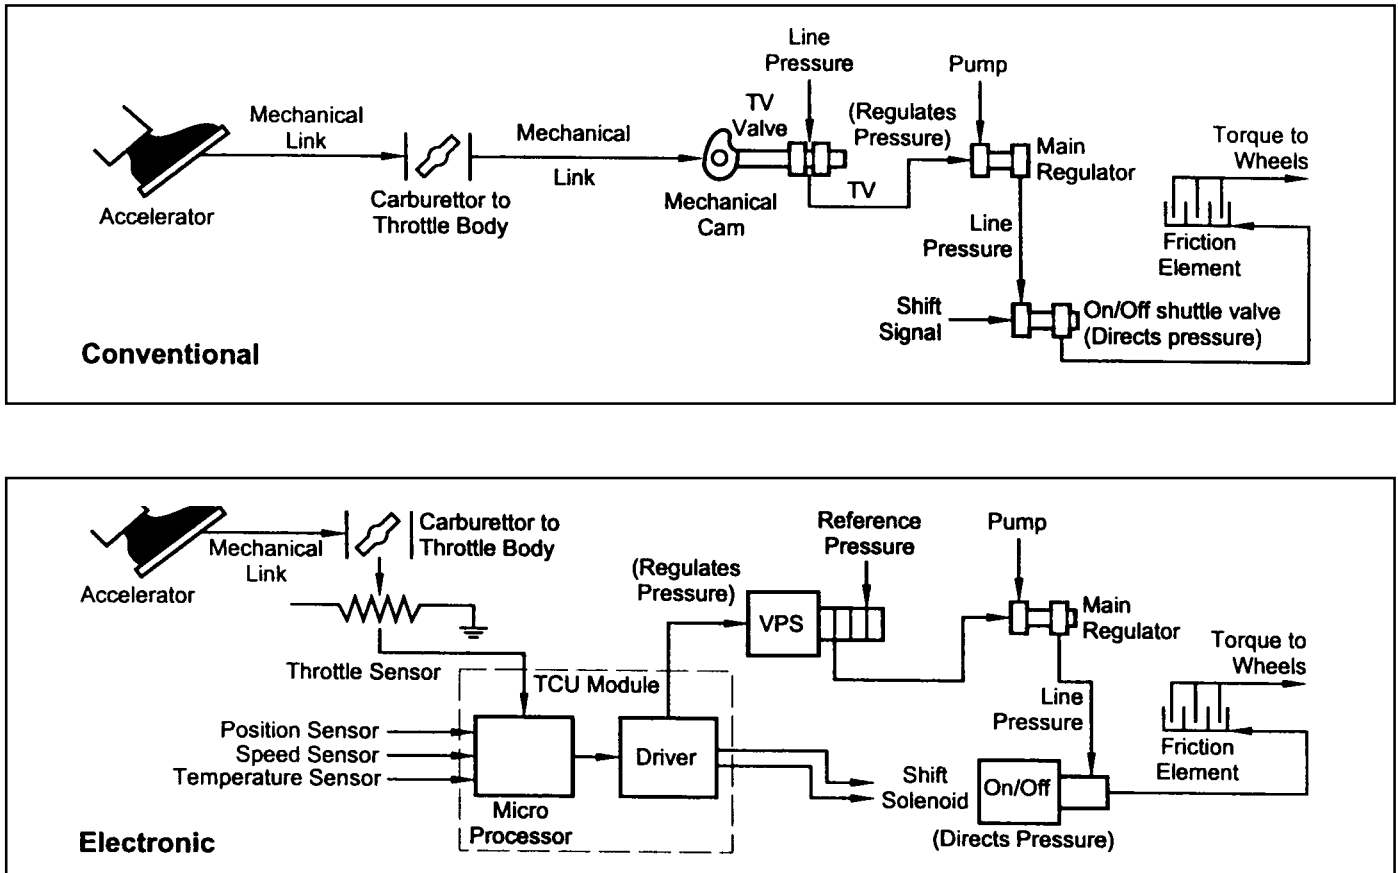 Line
Pressure
Pump
TV
Valve
(Regulates
Pressure)
Mechanical
Link
Mechanical
Link
Torque to
Wheels
Main
Regulator
Accelerator
Carburettor to
Throttle Body
Mechanical
Cam
TV
Line
Pressure
Friction
Element
Shift
Signal
On/Off shuttle valve
(Directs pressure)
Conventional
Carburettor to
Throttle Body
Mechanical
Link
Accelerator
Reference
Pressure
Pump
(Regulates
Pressure)
VPS
Main
Regulator
Torque to
Wheels
Throttle Sensor
TCU Module
Line
Pressure
Position Sensor
Speed Sensor
Temperature Sensor
Driver
Micro
Processor
Shift
Solenoid
On/Off
(Directs Pressure)
Friction
Element
Electronic